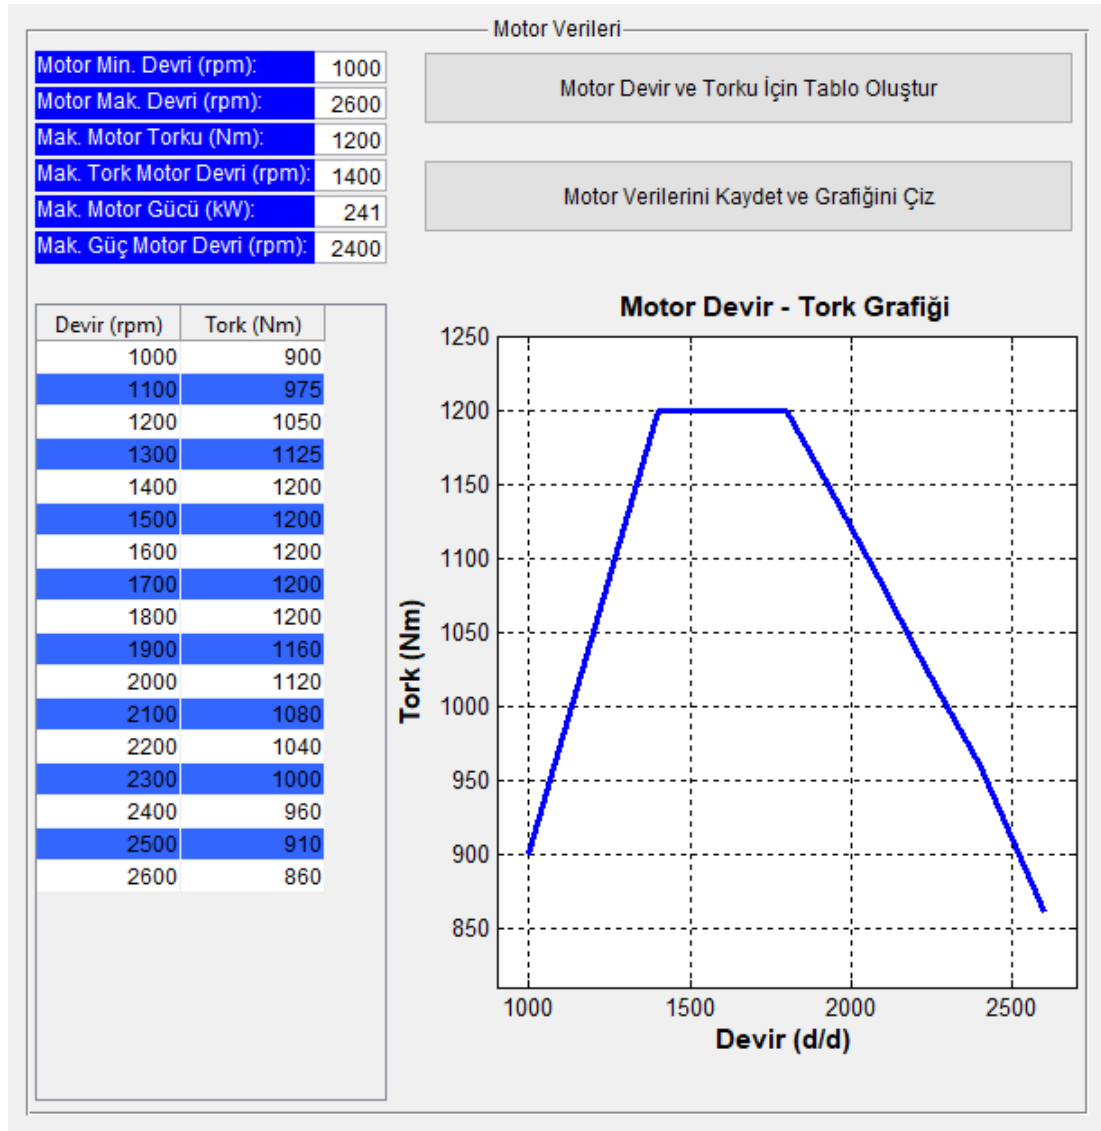 Motor Verileri
Motor Min. Devri (rpm): 1000
Motor Mak. Devri (rpm): 2600
Mak. Motor Torku (Nm): 1200
Mak. Tork Motor Devri (rpm): 1400
Mak. Motor Gücü (kW): 241
Mak. Güç Motor Devri (rpm): 2400
Motor Devir ve Torku İçin Tablo Oluştur
Motor Verilerini Kaydet ve Grafiğini Çiz
Devir (rpm) Tork (Nm)
1000 900
1100 975
1200 1050
1300 1125
1400 1200
1500 1200
1600 1200
1700 1200
1800 1200
1900 1160
2000 1120
2100 1080
2200 1040
2300 1000
2400 960
2500 910
2600 860
Motor Devir - Tork Grafiği
1250
1200
1150
1100
1050
1000
950
900
850
Tork (Nm)
1000 1500 2000 2500
Devir (d/d)